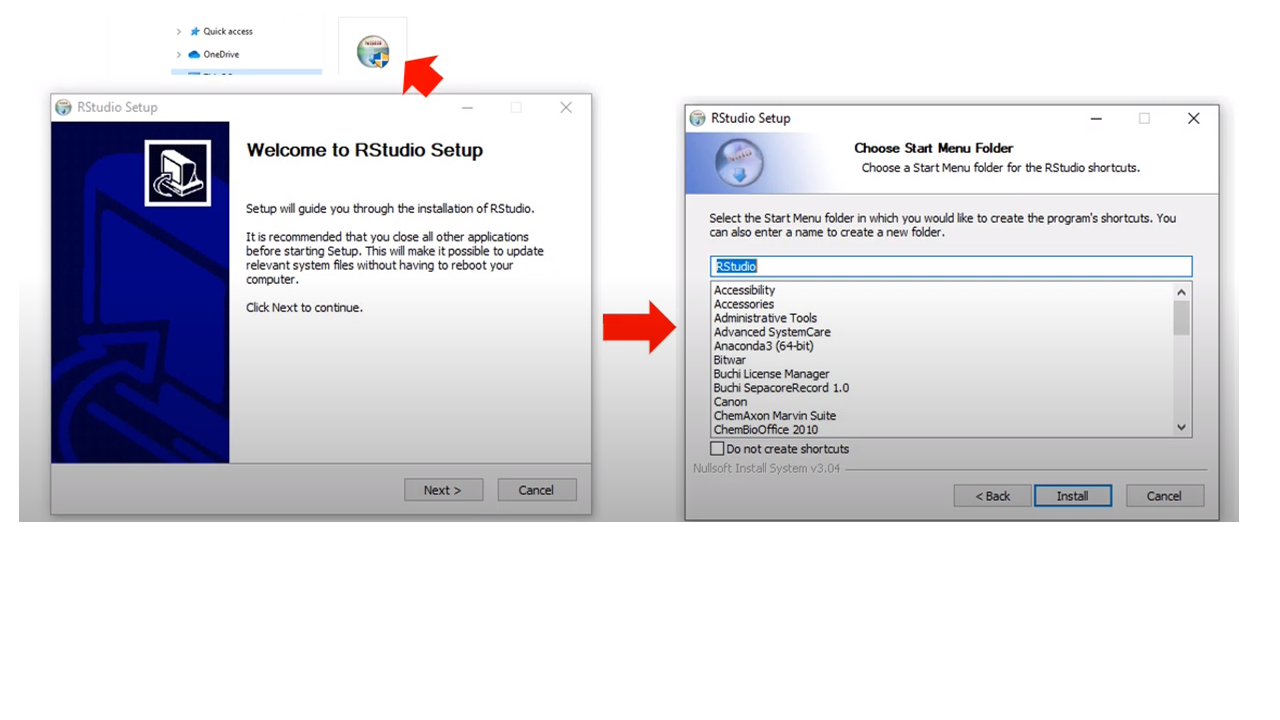 Quick access
OneDrive
RStudio Setup
Welcome to RStudio Setup
Setup will guide you through the installation of RStudio.
It is recommended that you close all other applications
before starting Setup. This will make it possible to update
relevant system files without having to reboot your
computer.
Click Next to continue.
Next >
Cancel
RStudio Setup
Choose Start Menu Folder
Choose a Start Menu folder for the RStudio shortcuts.
Select the Start Menu folder in which you would like to create the program's shortcuts. You
can also enter a name to create a new folder.
RStudio
Accessibility
Accessories
Administrative Tools
Advanced SystemCare
Anaconda3 (64-bit)
Bitwar
Buchi License Manager
Buchi SepacoreRecord 1.0
Canon
ChemAxon Marvin Suite
ChemBioOffice 2010
Do not create shortcuts
Nullsoft Install System v3.04
< Back
Install
Cancel